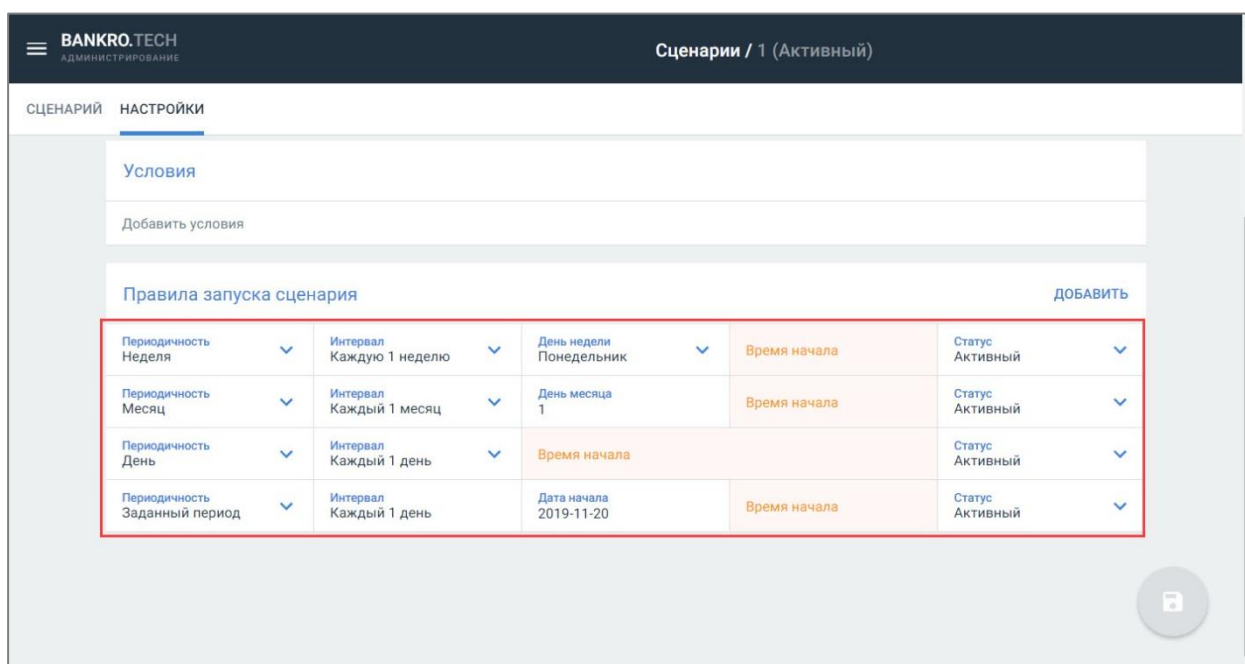 BANKRO.TECH
АДМИНИСТРИРОВАНИЕ
Сценарии / 1 (Активный)
СЦЕНАРИЙ НАСТРОЙКИ
Условия
Добавить условия
Правила запуска сценария ДОБАВИТЬ
Периодичность Интервал День недели Статус
Неделя Каждую 1 неделю Понедельник Время начала Активный
Периодичность Интервал День месяца Статус
Месяц Каждый 1 месяц 1 Время начала Активный
Периодичность Интервал Статус
День Каждый 1 день Время начала Активный
Периодичность Интервал Дата начала Статус
Заданный период Каждый 1 день 2019-11-20 Время начала Активный